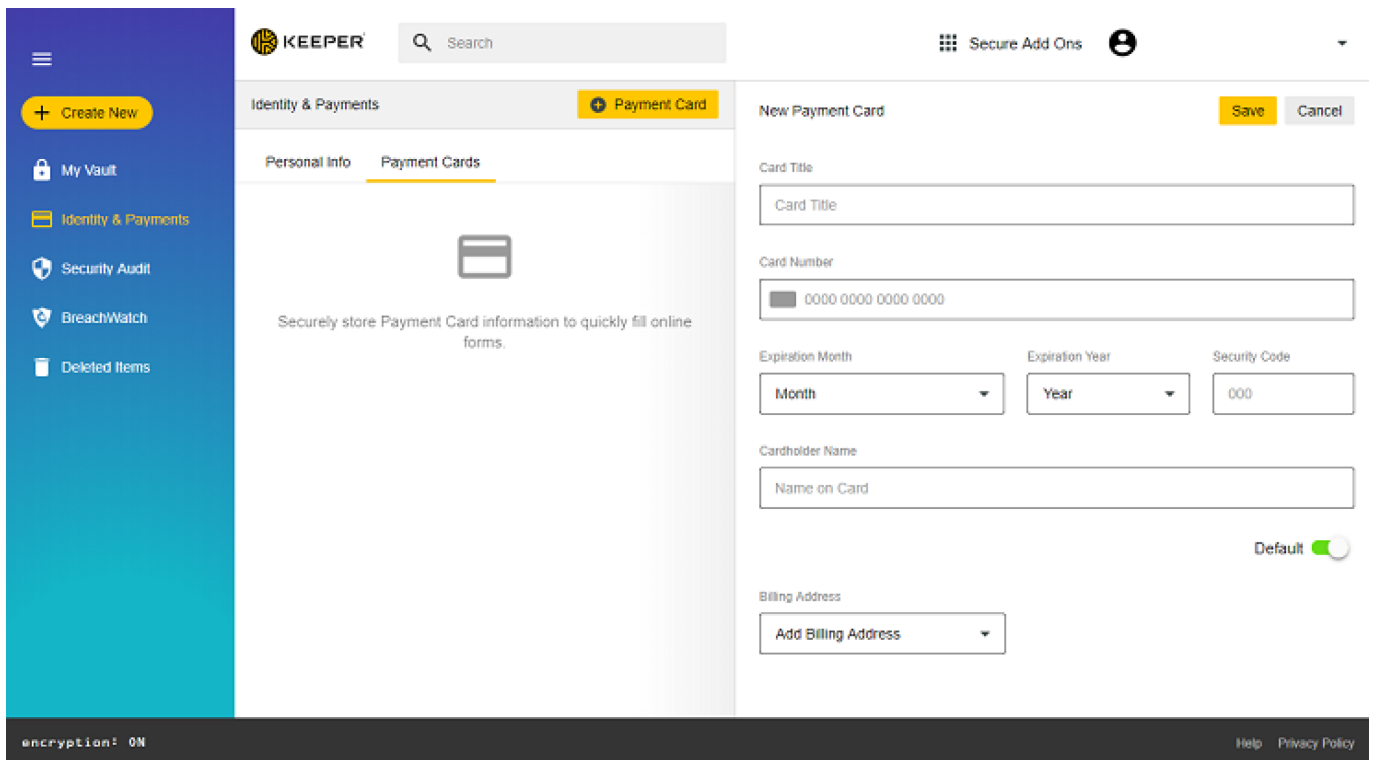 KEEPER
Search
Secure Add Ons
Create New
My Vault
Identity & Payments
Security Audit
BreachWatch
Deleted Items
Identity & Payments
Payment Card
Personal Info
Payment Cards
Securely store Payment Card information to quickly fill online
forms.
New Payment Card
Save
Cancel
Card Title
Card Title
Card Number
0000 0000 0000 0000
Expiration Month
Expiration Year
Security Code
Month
Year
000
Cardholder Name
Name on Card
Default
Billing Address
Add Billing Address
encryption: ON
Help
Privacy Policy